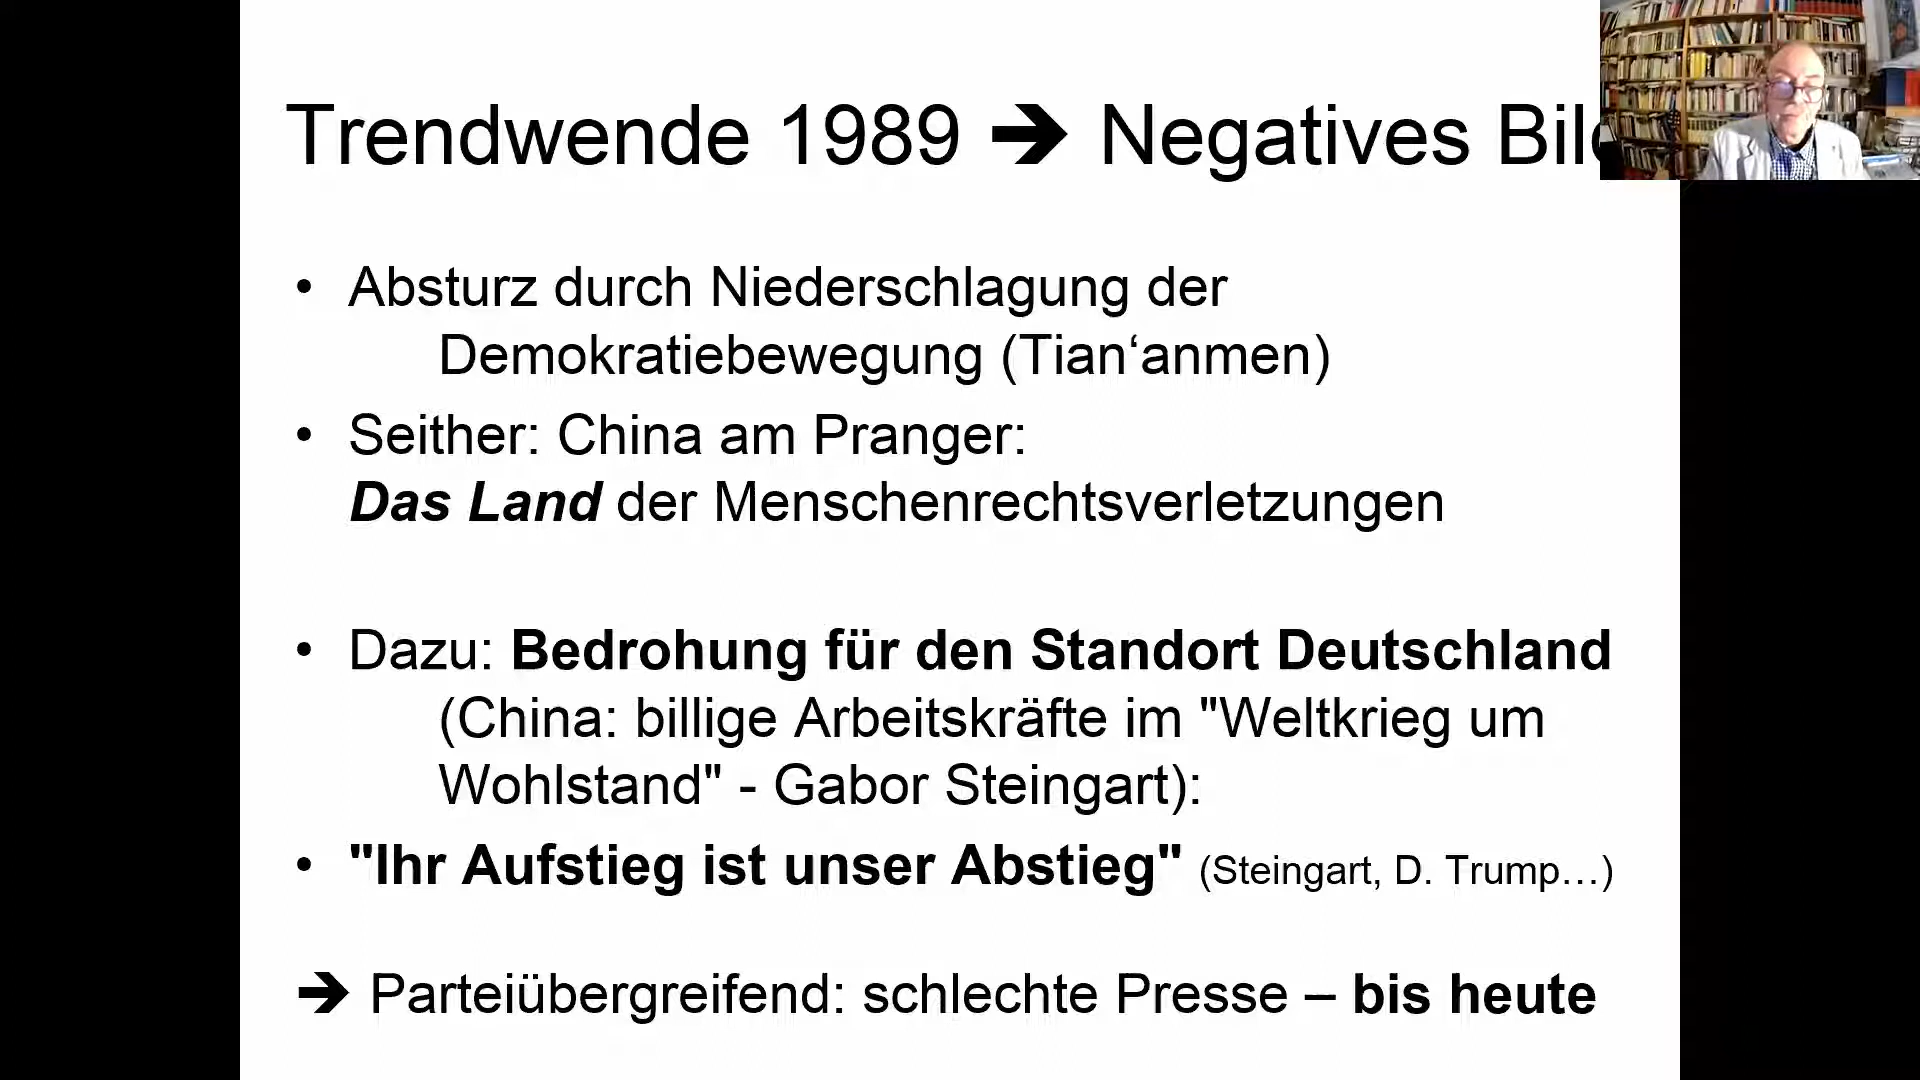 Trendwende 1989 ➔ Negatives Bil
• Absturz durch Niederschlagung der
Demokratiebewegung (Tian‘anmen)
• Seither: China am Pranger:
Das Land der Menschenrechtsverletzungen
• Dazu: Bedrohung für den Standort Deutschland
(China: billige Arbeitskräfte im "Weltkrieg um
Wohlstand" - Gabor Steingart):
• "Ihr Aufstieg ist unser Abstieg" (Steingart, D. Trump…)
➔ Parteiübergreifend: schlechte Presse – bis heute